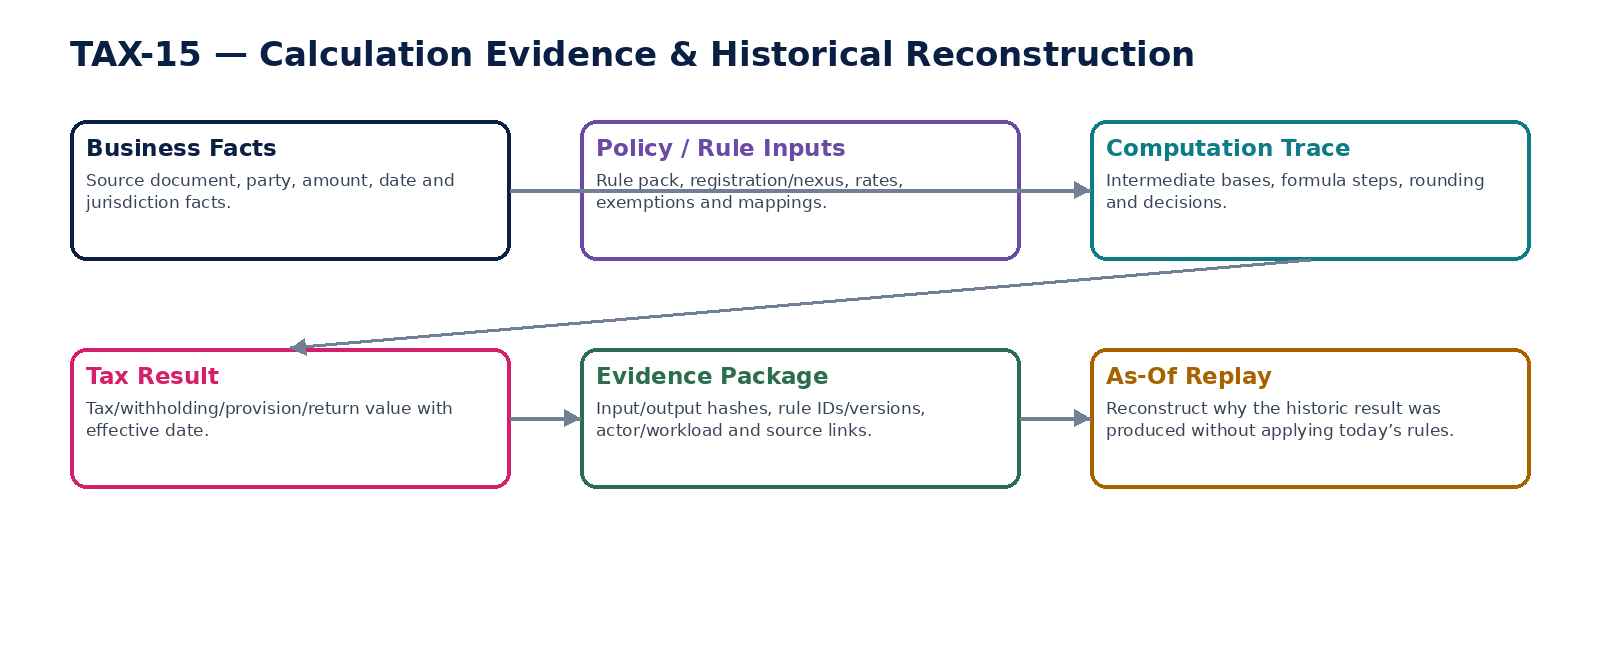 TAX-15 — Calculation Evidence & Historical Reconstruction
Business Facts
Source document, party, amount, date and
jurisdiction facts.
Policy / Rule Inputs
Rule pack, registration/nexus, rates,
exemptions and mappings.
Computation Trace
Intermediate bases, formula steps, rounding
and decisions.
Tax Result
Tax/withholding/provision/return value with
effective date.
Evidence Package
Input/output hashes, rule IDs/versions,
actor/workload and source links.
As-Of Replay
Reconstruct why the historic result was
produced without applying today’s rules.